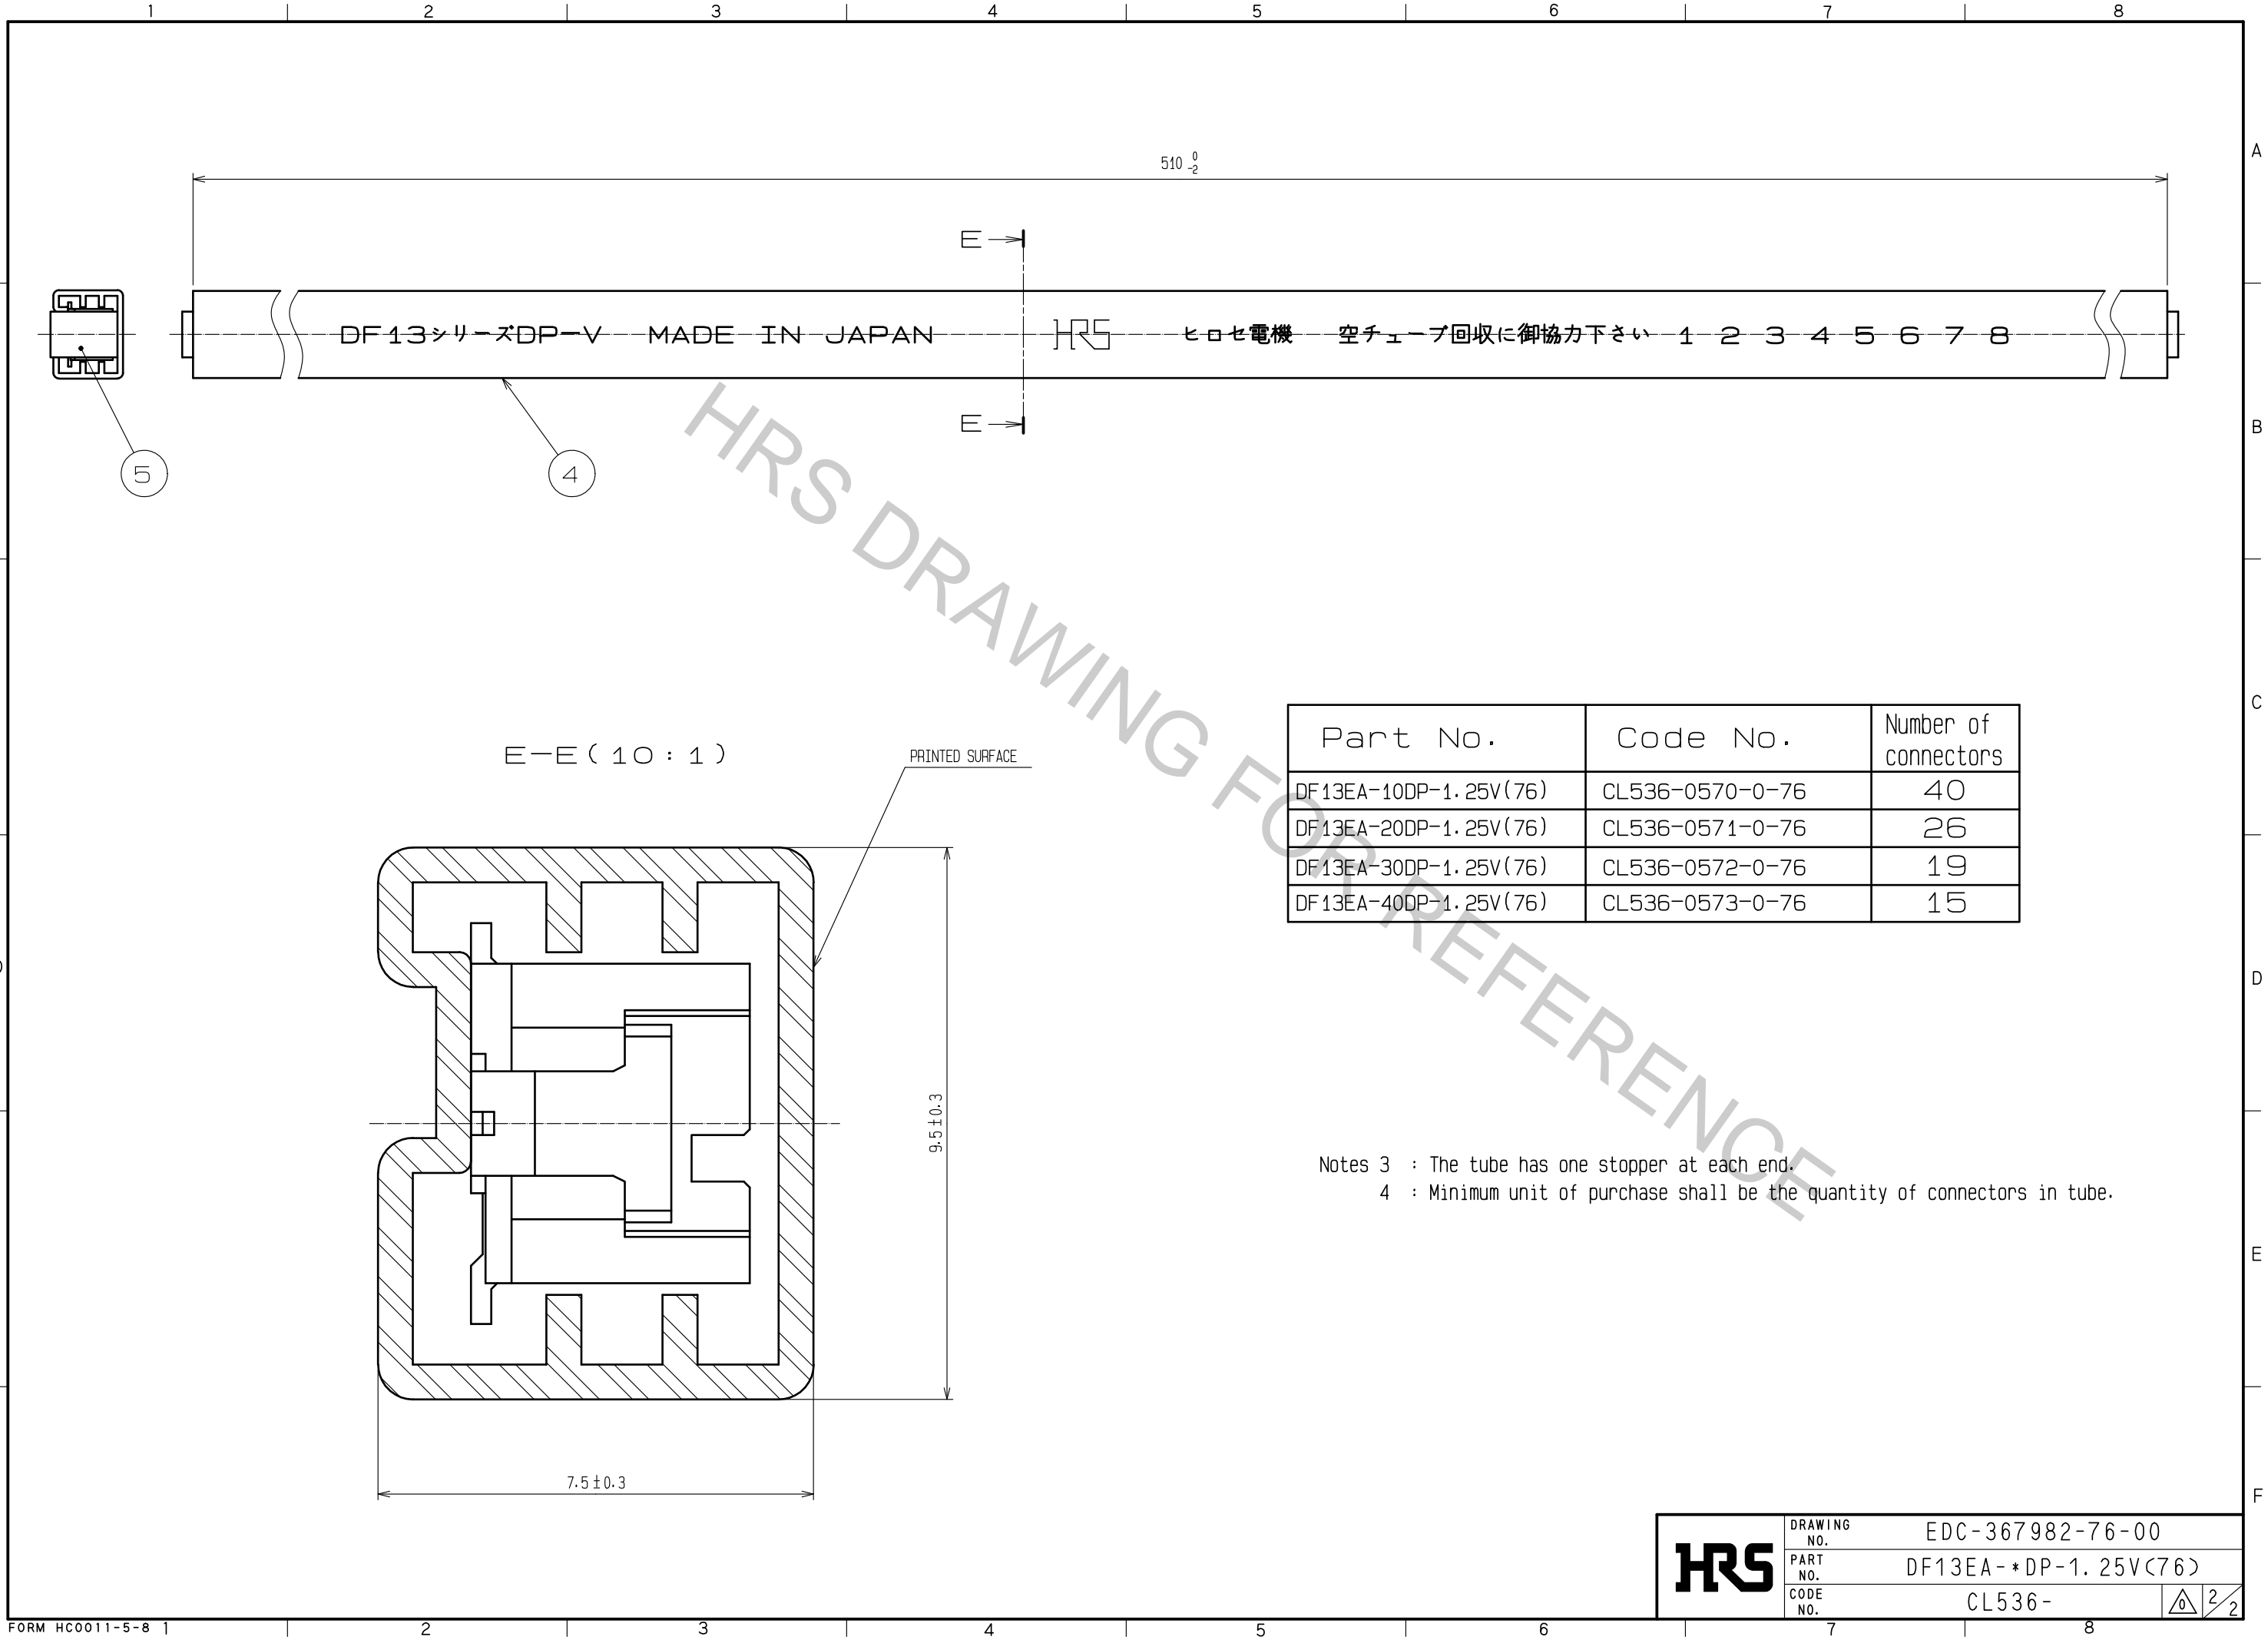 1 2 3 4 5 6 7 8
510 0 -2
A
E
DF13シリーズDP-V MADE IN JAPAN HRS ヒロセ電機 空チューブ回収に御協力下さい 1 2 3 4 5 6 7 8
E
B
5
4
HRS DRAWING FOR REFERENCE
C
Part No. Code No. Number of connectors
DF13EA-10DP-1.25V(76) CL536-0570-0-76 40
DF13EA-20DP-1.25V(76) CL536-0571-0-76 26
DF13EA-30DP-1.25V(76) CL536-0572-0-76 19
DF13EA-40DP-1.25V(76) CL536-0573-0-76 15
E-E(10:1)
PRINTED SURFACE
D
9.5±0.3
7.5±0.3
Notes 3 : The tube has one stopper at each end.
4 : Minimum unit of purchase shall be the quantity of connectors in tube.
E
F
HRS
DRAWING NO. EDC-367982-76-00
PART NO. DF13EA-*DP-1.25V(76)
CODE NO. CL536- 0 2/2
FORM HC0011-5-8 1 2 3 4 5 6 7 8